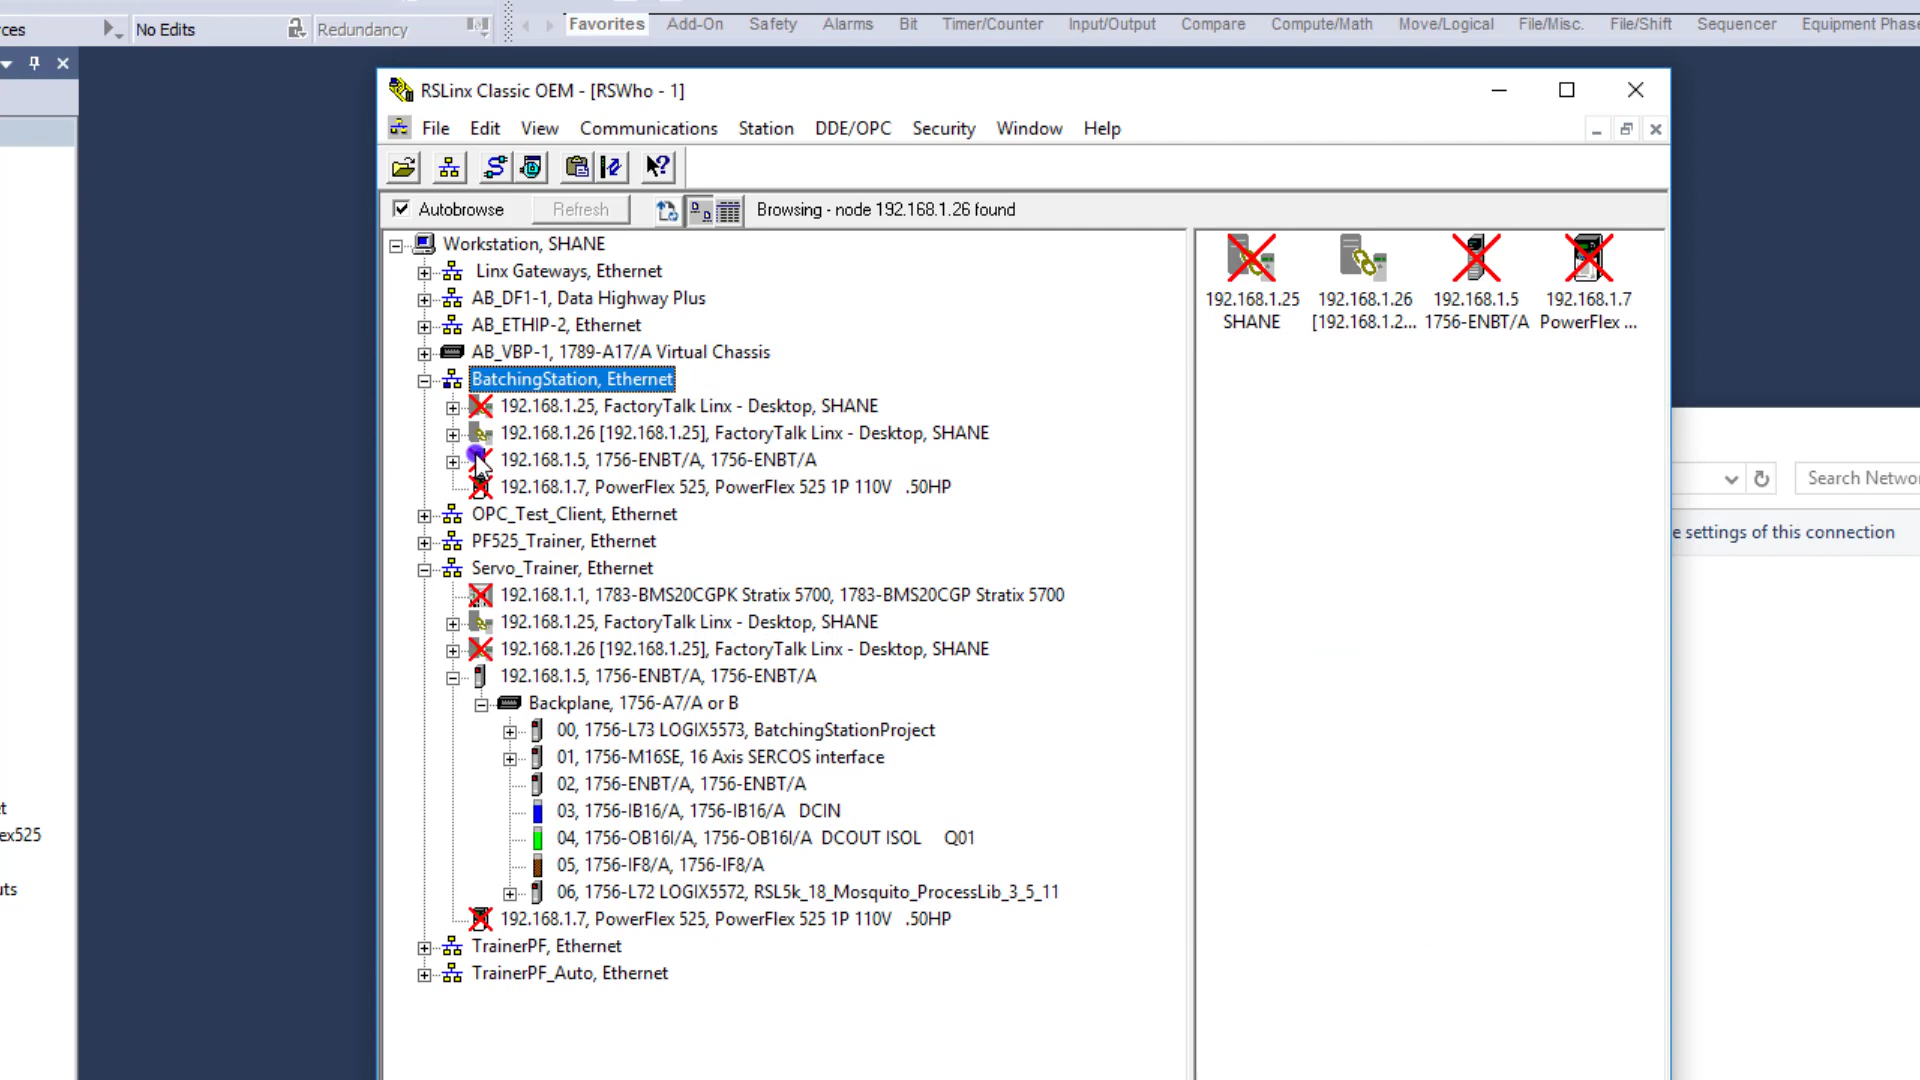 rces
No Edits
Redundancy
Favorites Add-On Safety Alarms Bit Timer/Counter Input/Output Compare Compute/Math Move/Logical File/Misc. File/Shift Sequencer Equipment Phase
RSLinx Classic OEM - [RSWho - 1]
File Edit View Communications Station DDE/OPC Security Window Help
Autobrowse Refresh Browsing - node 192.168.1.26 found
Workstation, SHANE
Linx Gateways, Ethernet
AB_DF1-1, Data Highway Plus
AB_ETHIP-2, Ethernet
AB_VBP-1, 1789-A17/A Virtual Chassis
BatchingStation, Ethernet
192.168.1.25, FactoryTalk Linx - Desktop, SHANE
192.168.1.26 [192.168.1.25], FactoryTalk Linx - Desktop, SHANE
192.168.1.5, 1756-ENBT/A, 1756-ENBT/A
192.168.1.7, PowerFlex 525, PowerFlex 525 1P 110V .50HP
OPC_Test_Client, Ethernet
PF525_Trainer, Ethernet
Servo_Trainer, Ethernet
192.168.1.1, 1783-BMS20CGPK Stratix 5700, 1783-BMS20CGP Stratix 5700
192.168.1.25, FactoryTalk Linx - Desktop, SHANE
192.168.1.26 [192.168.1.25], FactoryTalk Linx - Desktop, SHANE
192.168.1.5, 1756-ENBT/A, 1756-ENBT/A
Backplane, 1756-A7/A or B
00, 1756-L73 LOGIX5573, BatchingStationProject
01, 1756-M16SE, 16 Axis SERCOS interface
02, 1756-ENBT/A, 1756-ENBT/A
03, 1756-IB16/A, 1756-IB16/A DCIN
04, 1756-OB16I/A, 1756-OB16I/A DCOUT ISOL Q01
05, 1756-IF8/A, 1756-IF8/A
06, 1756-L72 LOGIX5572, RSL5k_18_Mosquito_ProcessLib_3_5_11
192.168.1.7, PowerFlex 525, PowerFlex 525 1P 110V .50HP
TrainerPF, Ethernet
TrainerPF_Auto, Ethernet
192.168.1.25 192.168.1.26 192.168.1.5 192.168.1.7
SHANE [192.168.1.2... 1756-ENBT/A PowerFlex ...
Search Netwo
e settings of this connection
et
ex525
uts